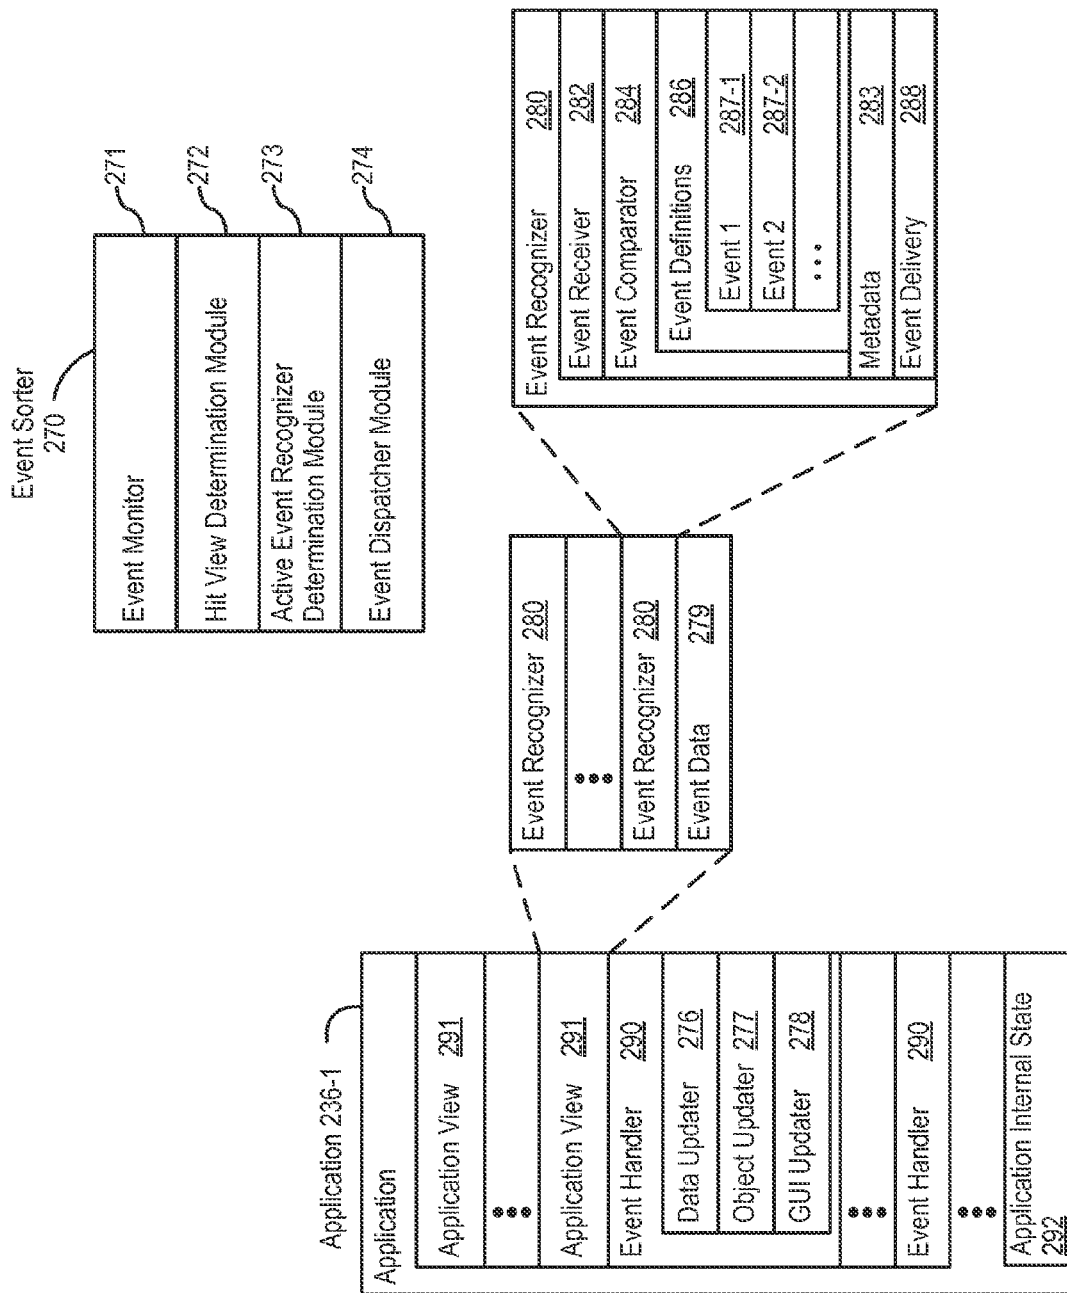 Event Sorter
270
Event Monitor
271
Hit View Determination Module
272
Active Event Recognizer
Determination Module
273
Event Dispatcher Module
274
Application 236-1
Application
Application View 291
Application View 291
Event Handler 290
Data Updater 276
Object Updater 277
GUI Updater 278
Event Handler 290
Application Internal State
292
Event Recognizer 280
Event Recognizer 280
Event Data 279
Event Recognizer 280
Event Receiver 282
Event Comparator 284
Event Definitions 286
Event 1 287-1
Event 2 287-2
Metadata 283
Event Delivery 288